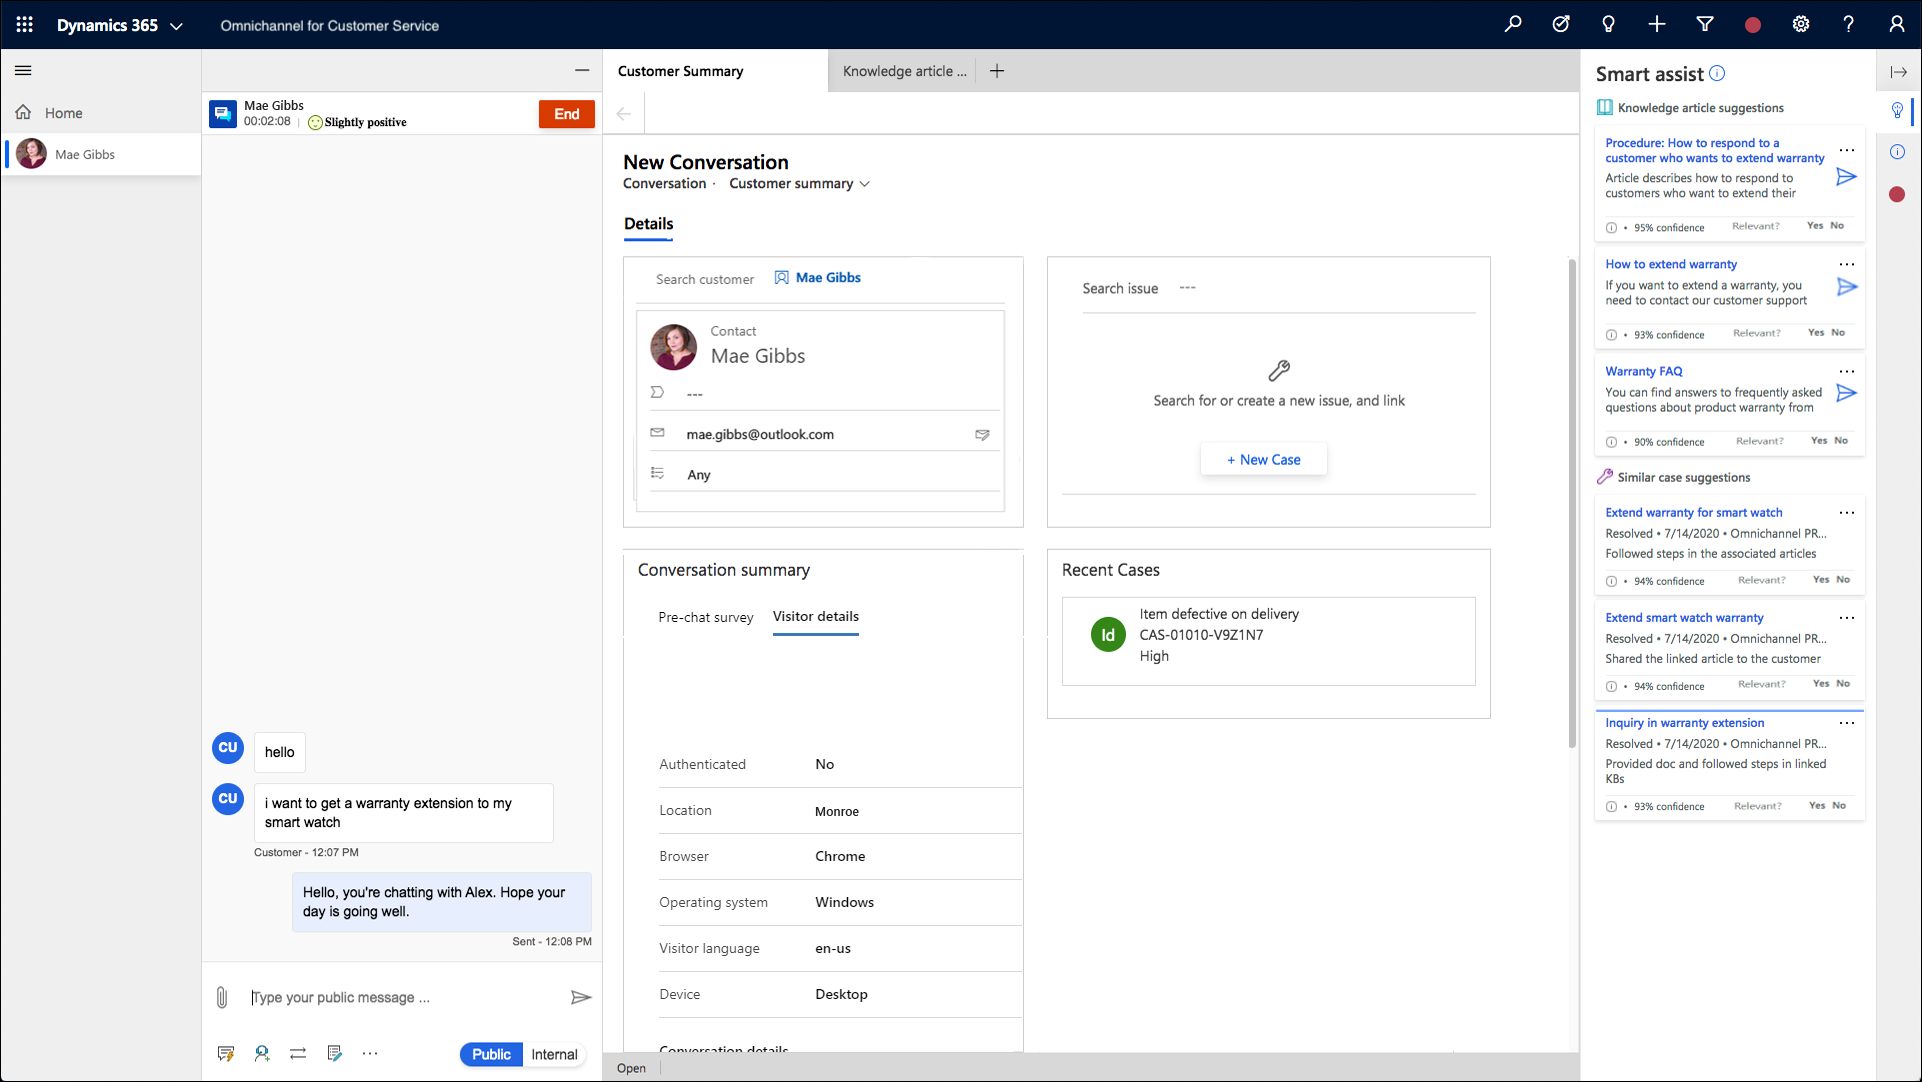 Dynamics 365
Omnichannel for Customer Service
Home
Mae Gibbs
Mae Gibbs
00:02:08
Slightly positive
End
CU
hello
CU
i want to get a warranty extension to my
smart watch
Customer - 12:07 PM
Hello, you're chatting with Alex. Hope your
day is going well.
Sent - 12:08 PM
Type your public message ...
Public
Internal
Customer Summary
Knowledge article ...
New Conversation
Conversation · Customer summary
Details
Search customer
Mae Gibbs
Contact
Mae Gibbs
---
mae.gibbs@outlook.com
Any
Search issue ---
Search for or create a new issue, and link
+ New Case
Conversation summary
Pre-chat survey
Visitor details
Authenticated No
Location Monroe
Browser Chrome
Operating system Windows
Visitor language en-us
Device Desktop
Conversation details
Recent Cases
Id
Item defective on delivery
CAS-01010-V9Z1N7
High
Open
Smart assist
Knowledge article suggestions
Procedure: How to respond to a
customer who wants to extend warranty
Article describes how to respond to
customers who want to extend their
• 95% confidence Relevant? Yes No
How to extend warranty
If you want to extend a warranty, you
need to contact our customer support
• 93% confidence Relevant? Yes No
Warranty FAQ
You can find answers to frequently asked
questions about product warranty from
• 90% confidence Relevant? Yes No
Similar case suggestions
Extend warranty for smart watch
Resolved • 7/14/2020 • Omnichannel PR...
Followed steps in the associated articles
• 94% confidence Relevant? Yes No
Extend smart watch warranty
Resolved • 7/14/2020 • Omnichannel PR...
Shared the linked article to the customer
• 94% confidence Relevant? Yes No
Inquiry in warranty extension
Resolved • 7/14/2020 • Omnichannel PR...
Provided doc and followed steps in linked
KBs
• 93% confidence Relevant? Yes No